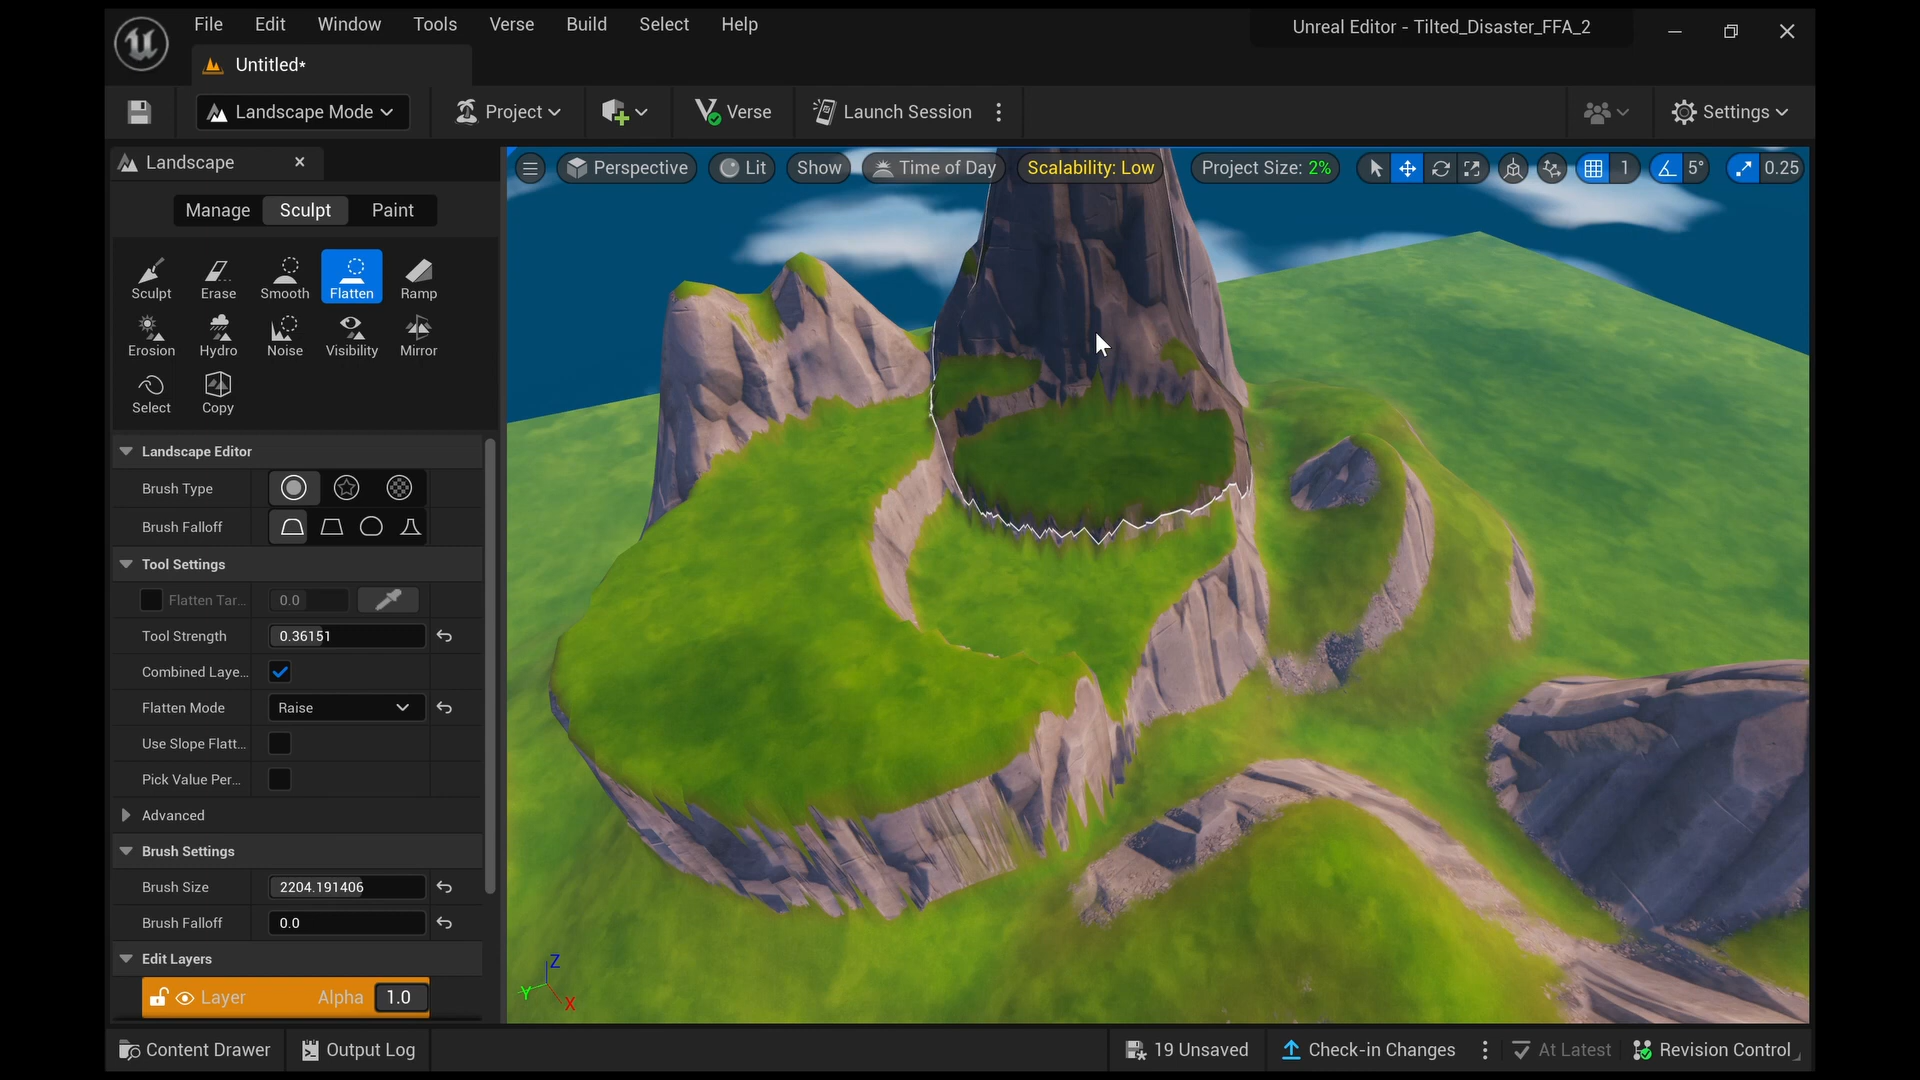 File Edit Window Tools Verse Build Select Help
Unreal Editor - Tilted_Disaster_FFA_2
Untitled*
Landscape Mode
Project
Verse
Launch Session
Settings
Landscape
Perspective
Lit
Show
Time of Day
Scalability: Low
Project Size: 2%
1
5°
0.25
Manage Sculpt Paint
Sculpt Erase Smooth Flatten Ramp
Erosion Hydro Noise Visibility Mirror
Select Copy
Landscape Editor
Brush Type
Brush Falloff
Tool Settings
Flatten Tar... 0.0
Tool Strength 0.36151
Combined Laye...
Flatten Mode Raise
Use Slope Flatt...
Pick Value Per...
Advanced
Brush Settings
Brush Size 2204.191406
Brush Falloff 0.0
Edit Layers
Layer Alpha 1.0
Z
Y
X
Content Drawer
Output Log
19 Unsaved
Check-in Changes
At Latest
Revision Control